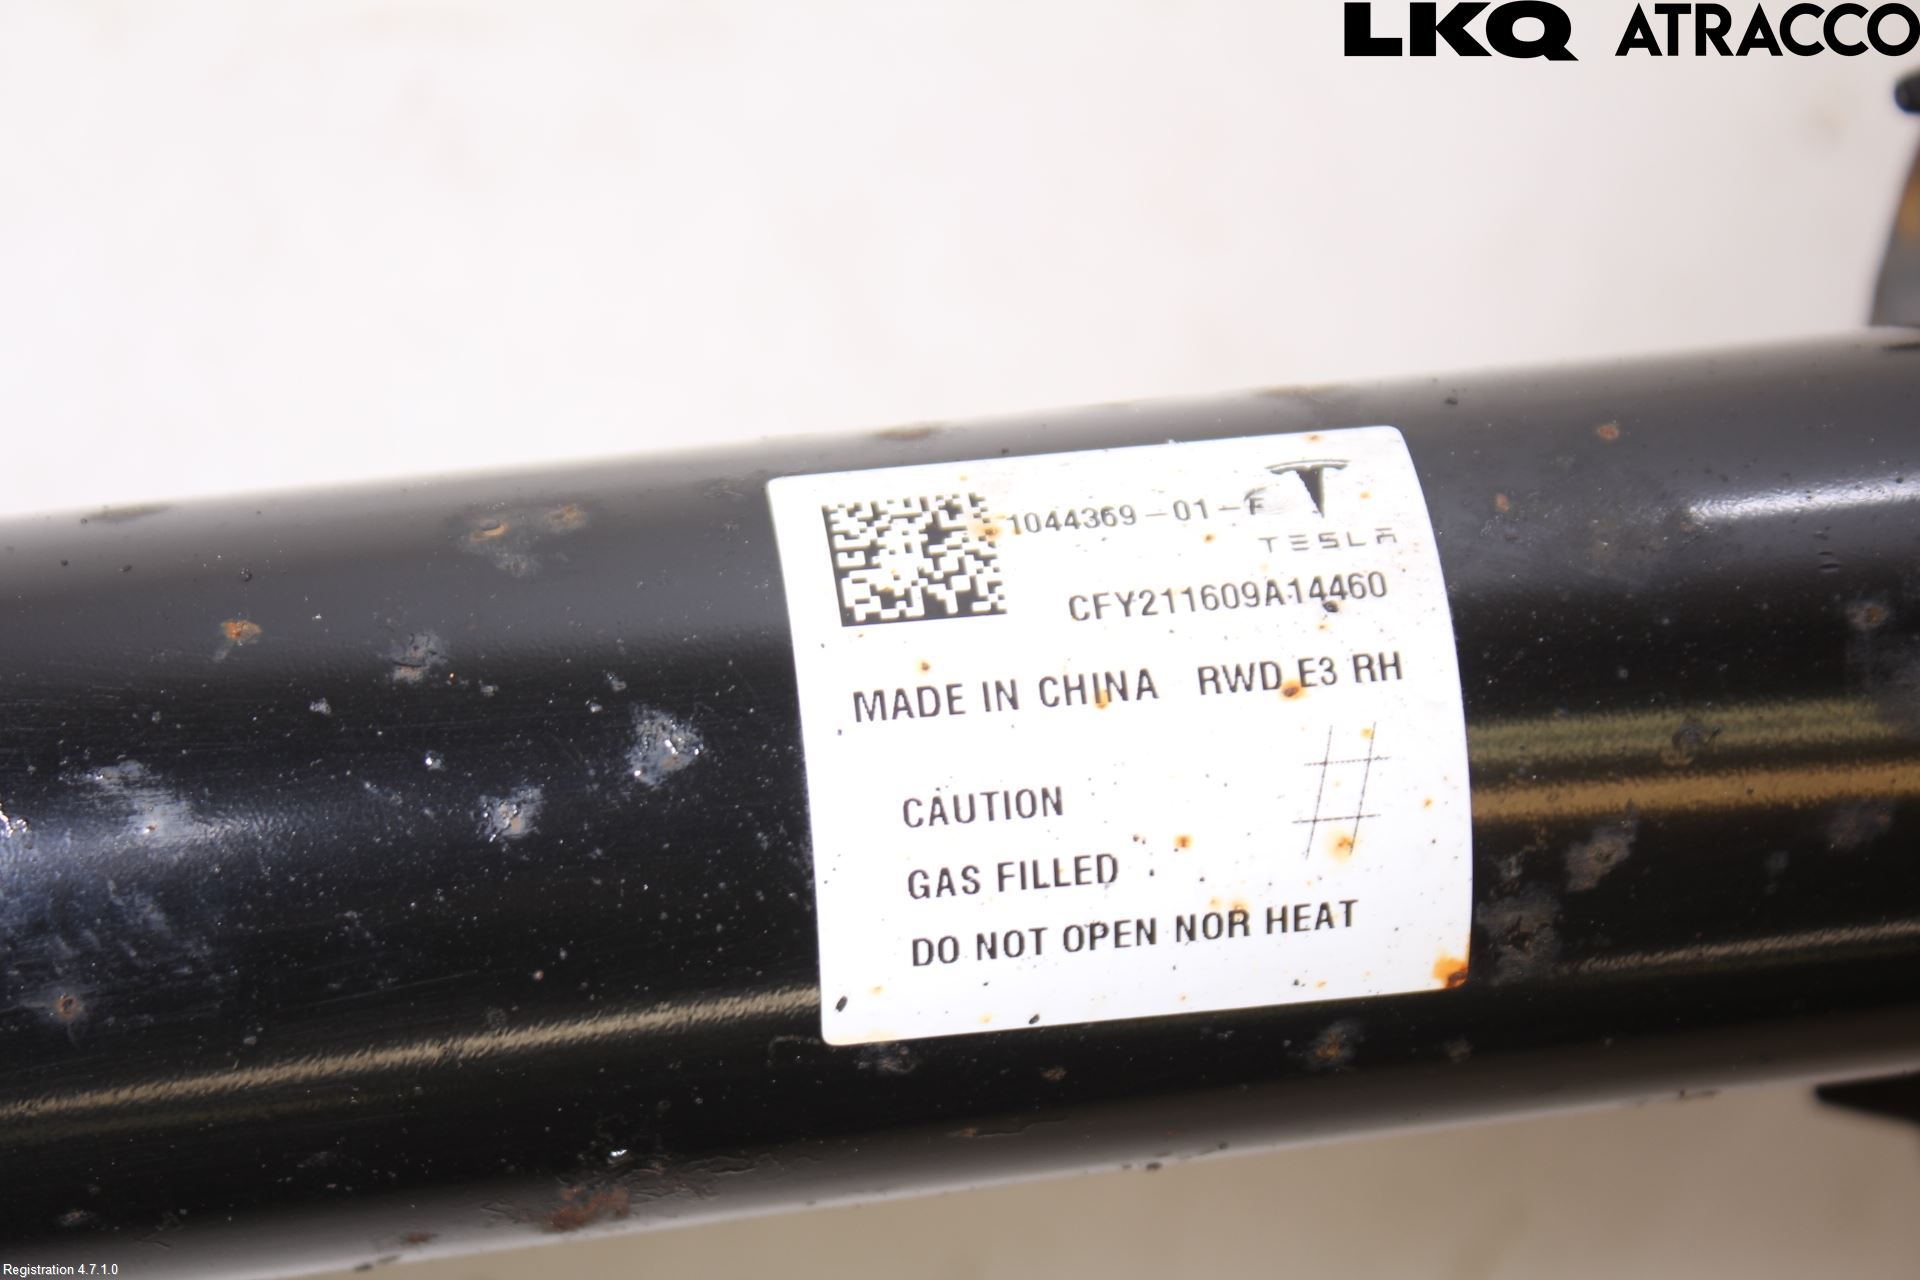 LKQ ATRACCO
1044369-01-F
TESLA
CFY211609A14460
MADE IN CHINA RWD E3 RH
#
CAUTION
GAS FILLED
DO NOT OPEN NOR HEAT
Registration 4.7.1.0